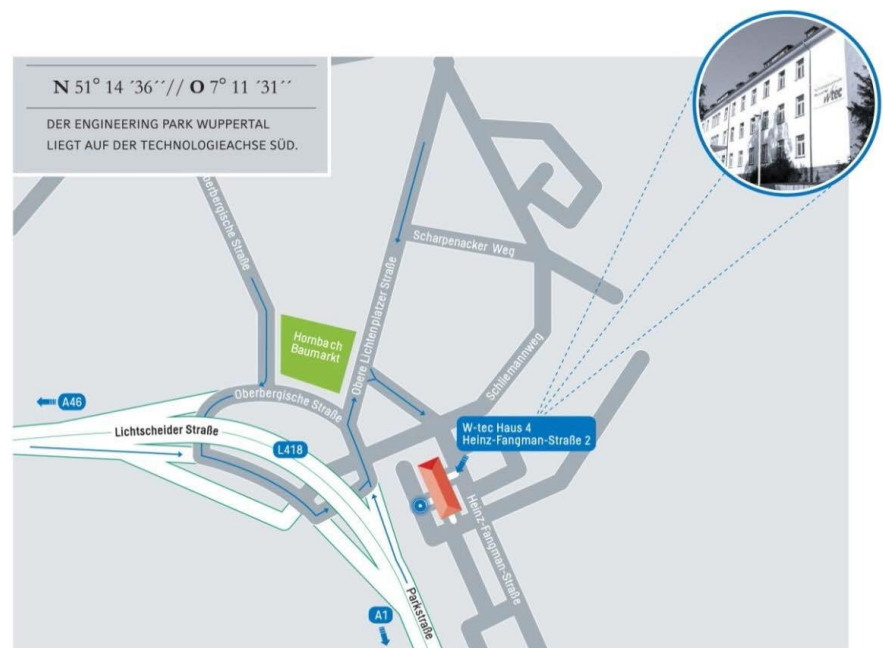 N 51° 14 ´36´´// O 7° 11 ´31´´
DER ENGINEERING PARK WUPPERTAL
LIEGT AUF DER TECHNOLOGIEACHSE SÜD.
w-tec
Oberbergische Straße
Scharpenacker Weg
Obere Lichtenplatzer Straße
Hornbach
Baumarkt
Schliemannweg
Oberbergische Straße
A46
Lichtscheider Straße
L418
W-tec Haus 4
Heinz-Fangman-Straße 2
Heinz-Fangman-Straße
Parkstraße
A1